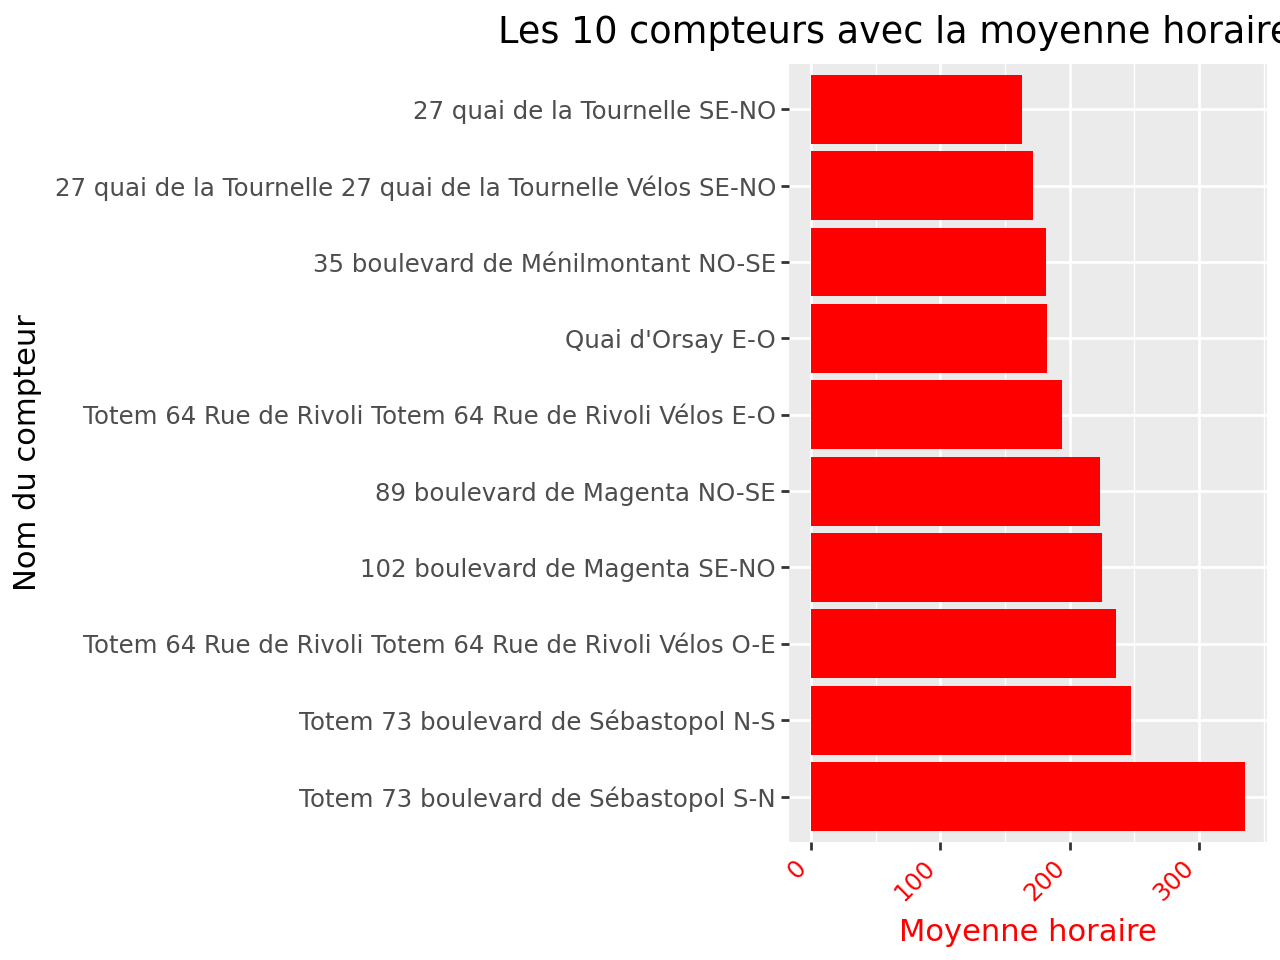 Les 10 compteurs avec la moyenne horaire
27 quai de la Tournelle SE-NO
27 quai de la Tournelle 27 quai de la Tournelle Vélos SE-NO
35 boulevard de Ménilmontant NO-SE
Quai d'Orsay E-O
Totem 64 Rue de Rivoli Totem 64 Rue de Rivoli Vélos E-O
89 boulevard de Magenta NO-SE
102 boulevard de Magenta SE-NO
Totem 64 Rue de Rivoli Totem 64 Rue de Rivoli Vélos O-E
Totem 73 boulevard de Sébastopol N-S
Totem 73 boulevard de Sébastopol S-N
Nom du compteur
0 100 200 300
Moyenne horaire